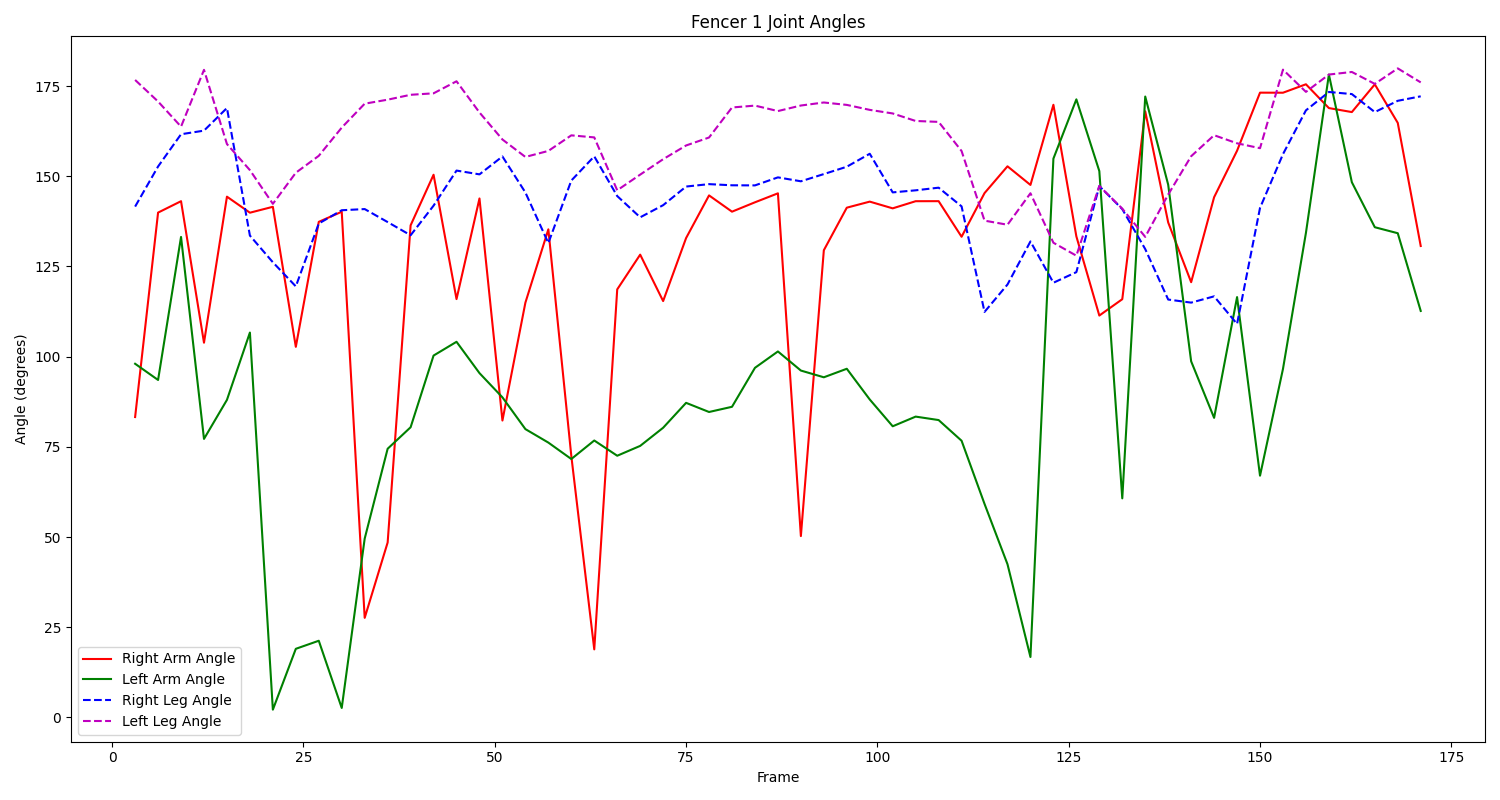 Fencer 1 Joint Angles
Angle (degrees)
175
150
125
100
75
50
25
0
Right Arm Angle
Left Arm Angle
Right Leg Angle
Left Leg Angle
0 25 50 75 100 125 150 175
Frame